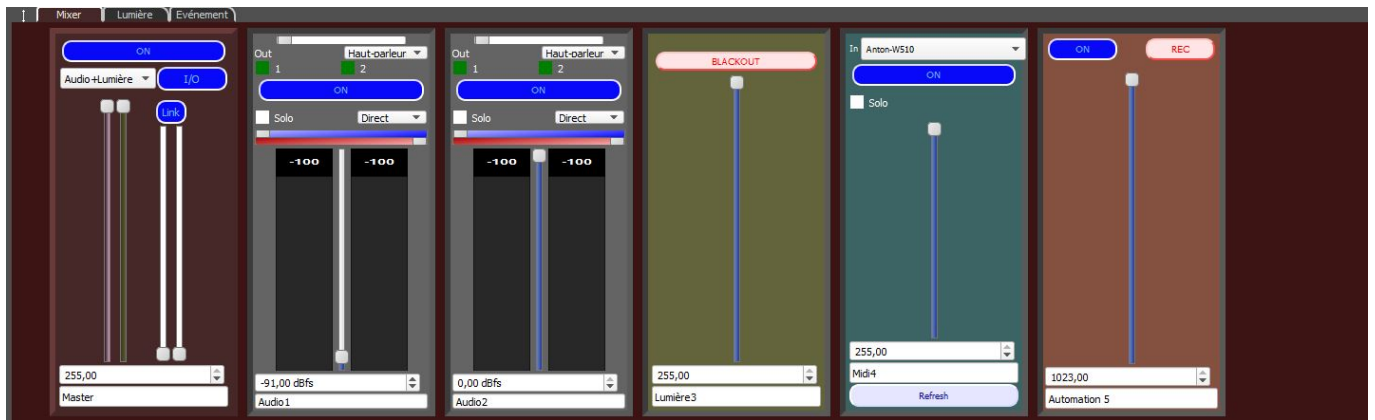 Mixer Lumière Evénement
ON
Audio+Lumière I/O
Link
255,00
Master
Out Haut-parleur
1 2
ON
Solo Direct
-100 -100
-91,00 dBfs
Audio1
Out Haut-parleur
1 2
ON
Solo Direct
-100 -100
0,00 dBfs
Audio2
BLACKOUT
255,00
Lumière3
In Anton-W510
ON
Solo
255,00
Midi4
Refresh
ON REC
1023,00
Automation 5